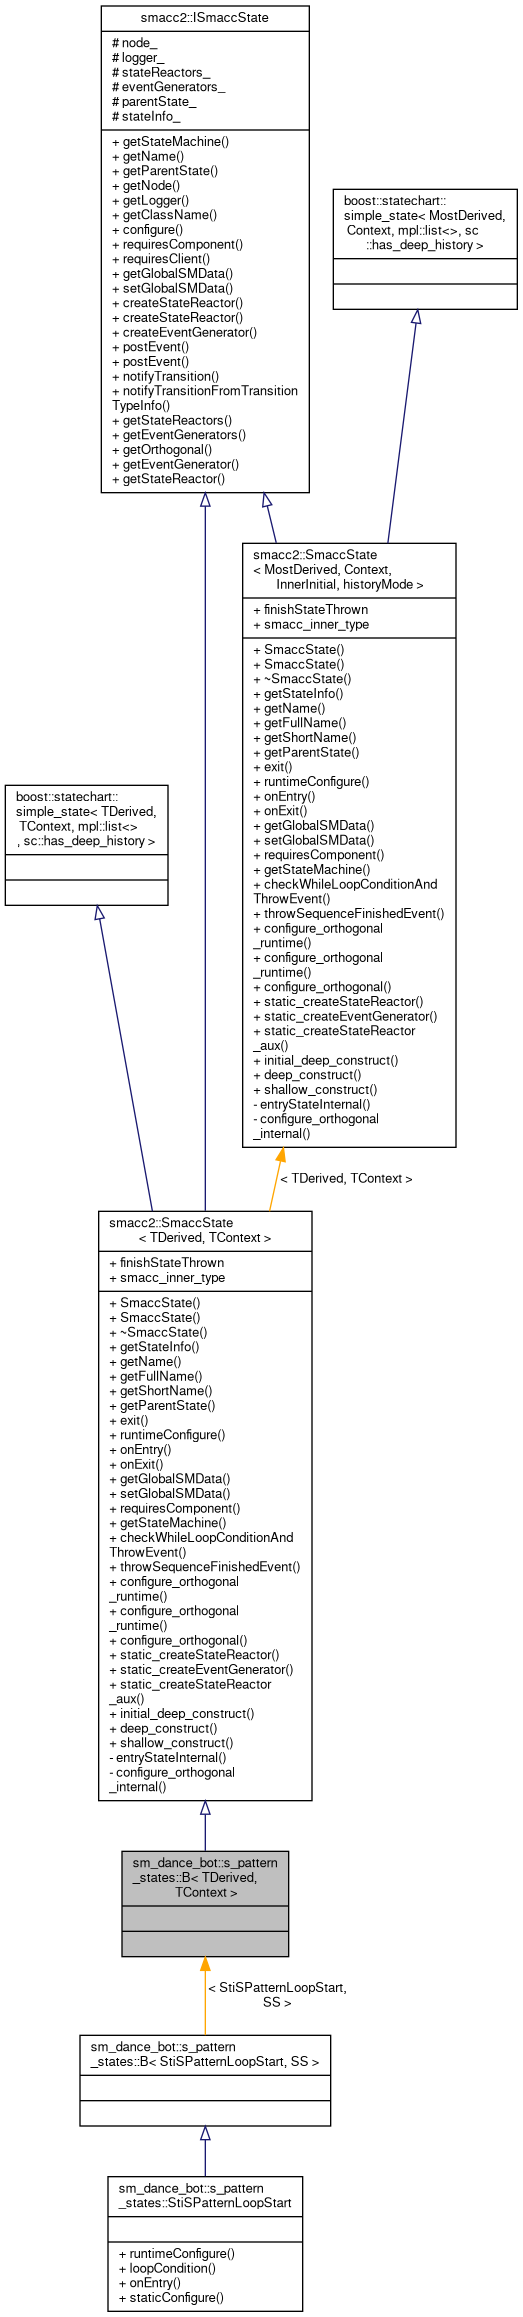 smacc2::ISmaccState
# node_
# logger_
# stateReactors_
# eventGenerators_
# parentState_
# stateInfo_
+ getStateMachine()
+ getName()
+ getParentState()
+ getNode()
+ getLogger()
+ getClassName()
+ configure()
+ requiresComponent()
+ requiresClient()
+ getGlobalSMData()
+ setGlobalSMData()
+ createStateReactor()
+ createStateReactor()
+ createEventGenerator()
+ postEvent()
+ postEvent()
+ notifyTransition()
+ notifyTransitionFromTransition
TypeInfo()
+ getStateReactors()
+ getEventGenerators()
+ getOrthogonal()
+ getEventGenerator()
+ getStateReactor()
boost::statechart::
simple_state< MostDerived,
Context, mpl::list<>, sc
::has_deep_history >
smacc2::SmaccState
< MostDerived, Context,
InnerInitial, historyMode >
+ finishStateThrown
+ smacc_inner_type
+ SmaccState()
+ SmaccState()
+ ~SmaccState()
+ getStateInfo()
+ getName()
+ getFullName()
+ getShortName()
+ getParentState()
+ exit()
+ runtimeConfigure()
+ onEntry()
+ onExit()
+ getGlobalSMData()
+ setGlobalSMData()
+ requiresComponent()
+ getStateMachine()
+ checkWhileLoopConditionAnd
ThrowEvent()
+ throwSequenceFinishedEvent()
+ configure_orthogonal
_runtime()
+ configure_orthogonal
_runtime()
+ configure_orthogonal()
+ static_createStateReactor()
+ static_createEventGenerator()
+ static_createStateReactor
_aux()
+ initial_deep_construct()
+ deep_construct()
+ shallow_construct()
- entryStateInternal()
- configure_orthogonal
_internal()
boost::statechart::
simple_state< TDerived,
TContext, mpl::list<>
, sc::has_deep_history >
< TDerived, TContext >
smacc2::SmaccState
< TDerived, TContext >
+ finishStateThrown
+ smacc_inner_type
+ SmaccState()
+ SmaccState()
+ ~SmaccState()
+ getStateInfo()
+ getName()
+ getFullName()
+ getShortName()
+ getParentState()
+ exit()
+ runtimeConfigure()
+ onEntry()
+ onExit()
+ getGlobalSMData()
+ setGlobalSMData()
+ requiresComponent()
+ getStateMachine()
+ checkWhileLoopConditionAnd
ThrowEvent()
+ throwSequenceFinishedEvent()
+ configure_orthogonal
_runtime()
+ configure_orthogonal
_runtime()
+ configure_orthogonal()
+ static_createStateReactor()
+ static_createEventGenerator()
+ static_createStateReactor
_aux()
+ initial_deep_construct()
+ deep_construct()
+ shallow_construct()
- entryStateInternal()
- configure_orthogonal
_internal()
sm_dance_bot::s_pattern
_states::B< TDerived,
TContext >
< StiSPatternLoopStart,
SS >
sm_dance_bot::s_pattern
_states::B< StiSPatternLoopStart, SS >
sm_dance_bot::s_pattern
_states::StiSPatternLoopStart
+ runtimeConfigure()
+ loopCondition()
+ onEntry()
+ staticConfigure()